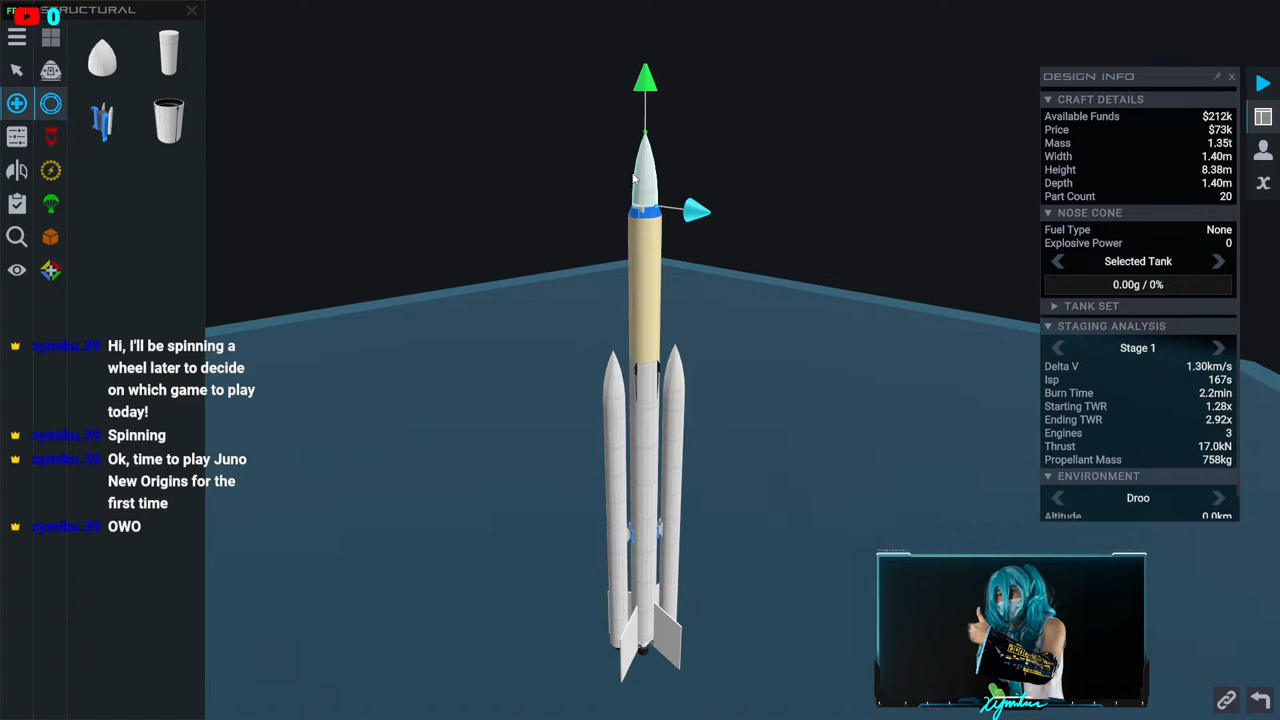 STRUCTURAL
0
Hi, I'll be spinning a
wheel later to decide
on which game to play
today!
Spinning
Ok, time to play Juno
New Origins for the
first time
xymiku.39 OWO
DESIGN INFO
CRAFT DETAILS
Available Funds $212k
Price $73k
Mass 1.35t
Width 1.40m
Height 8.38m
Depth 1.40m
Part Count 20
NOSE CONE
Fuel Type None
Explosive Power 0
Selected Tank
0.00g / 0%
TANK SET
STAGING ANALYSIS
Stage 1
Delta V 1.30km/s
Isp 167s
Burn Time 2.2min
Starting TWR 1.28x
Ending TWR 2.92x
Engines 3
Thrust 17.0kN
Propellant Mass 758kg
ENVIRONMENT
Droo
Altitude 0.0km